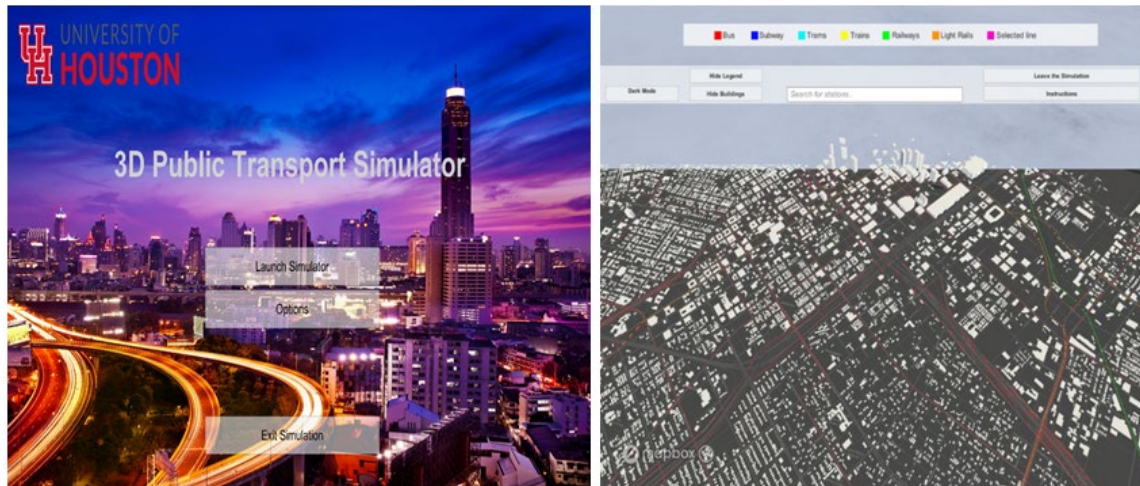 UNIVERSITY OF
HOUSTON
3D Public Transport Simulator
Launch Simulator
Options
Exit Simulation
Bus Subway Trams Trains Railways Light Rails Selected line
Hide Legend Leave the Simulation
Dark Mode Hide Buildings Search for stations.. Instructions
mapbox